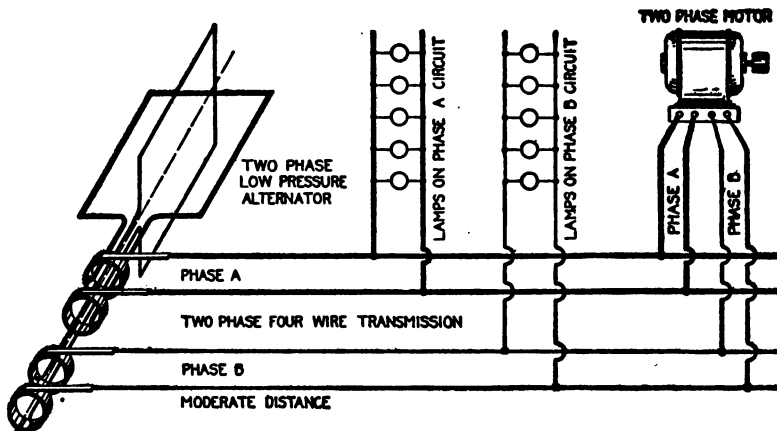 TWO PHASE MOTOR
LAMPS ON PHASE A CIRCUIT
LAMPS ON PHASE B CIRCUIT
TWO PHASE
LOW PRESSURE
ALTERNATOR
PHASE A
PHASE B
PHASE A
TWO PHASE FOUR WIRE TRANSMISSION
PHASE B
MODERATE DISTANCE